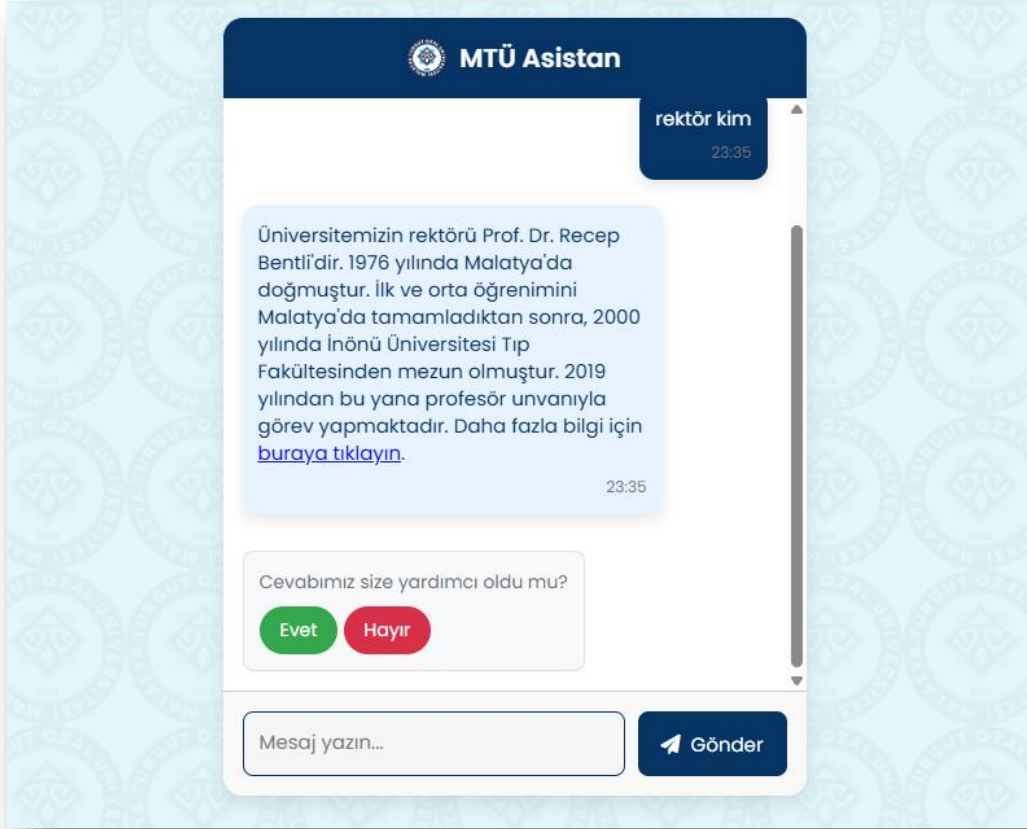 MTÜ Asistan
rektör kim
23:35
Üniversitemizin rektörü Prof. Dr. Recep
Bentli'dir. 1976 yılında Malatya'da
doğmuştur. İlk ve orta öğrenimini
Malatya'da tamamladıktan sonra, 2000
yılında İnönü Üniversitesi Tıp
Fakültesinden mezun olmuştur. 2019
yılından bu yana profesör unvanıyla
görev yapmaktadır. Daha fazla bilgi için
buraya tıklayın.
23:35
Cevabımız size yardımcı oldu mu?
Evet Hayır
Mesaj yazın... Gönder